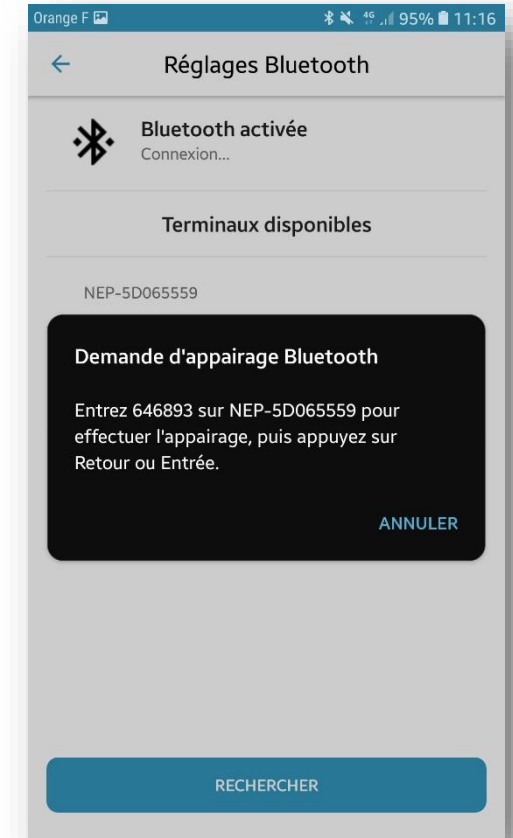 Orange F 4G 95% 11:16
Réglages Bluetooth
Bluetooth activée
Connexion...
Terminaux disponibles
NEP-5D065559
Demande d'appairage Bluetooth
Entrez 646893 sur NEP-5D065559 pour
effectuer l'appairage, puis appuyez sur
Retour ou Entrée.
ANNULER
RECHERCHER